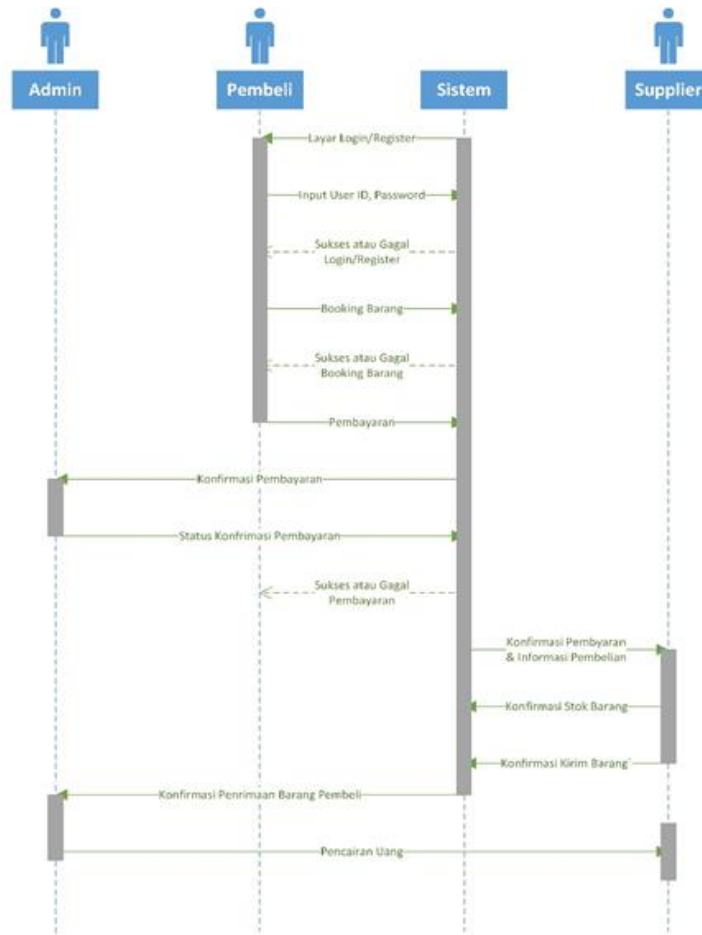 Admin
Pembeli
Sistem
Supplier
Layar Login/Register
Input User ID, Password
Sukses atau Gagal
Login/Register
Booking Barang
Sukses atau Gagal
Booking Barang
Pembayaran
Konfirmasi Pembayaran
Status Konfrimasi Pembayaran
Sukses atau Gagal
Pembayaran
Konfirmasi Pembyaran
& Informasi Pembelian
Konfirmasi Stok Barang
Konfirmasi Kirim Barang
Konfirmasi Penrimaan Barang Pembeli
Pencairan Uang